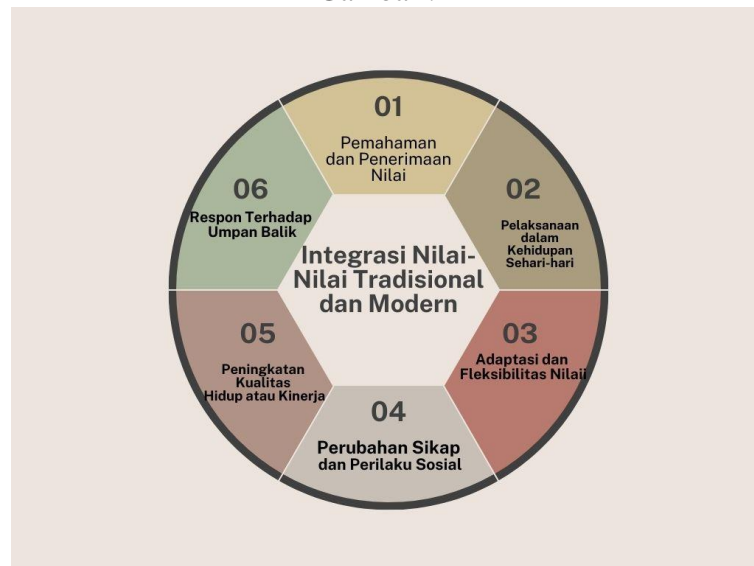 01
Pemahaman
dan Penerimaan
Nilai
02
Pelaksanaan
dalam
Kehidupan
Sehari-hari
03
Adaptasi dan
Fleksibilitas Nilaii
04
Perubahan Sikap
dan Perilaku Sosial
05
Peningkatan
Kualitas
Hidup atau Kinerja
06
Respon Terhadap
Umpan Balik
Integrasi Nilai-
Nilai Tradisional
dan Modern